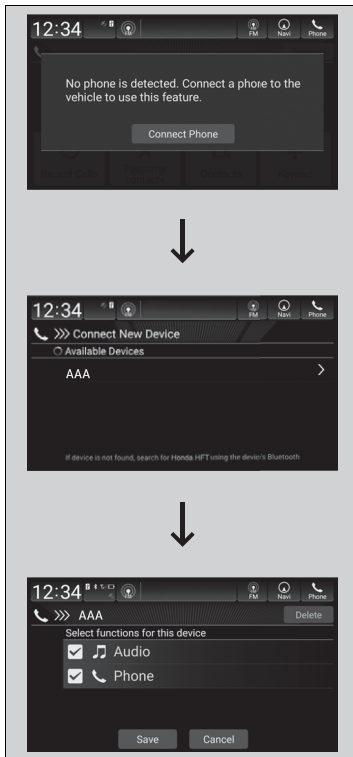 12:34
FM Navi Phone
No phone is detected. Connect a phone to the
vehicle to use this feature.
Connect Phone
12:34
FM Navi Phone
Connect New Device
Available Devices
AAA
If device is not found, search for Honda HFT using the device's Bluetooth
12:34
FM Navi Phone
AAA Delete
Select functions for this device
Audio
Phone
Save Cancel